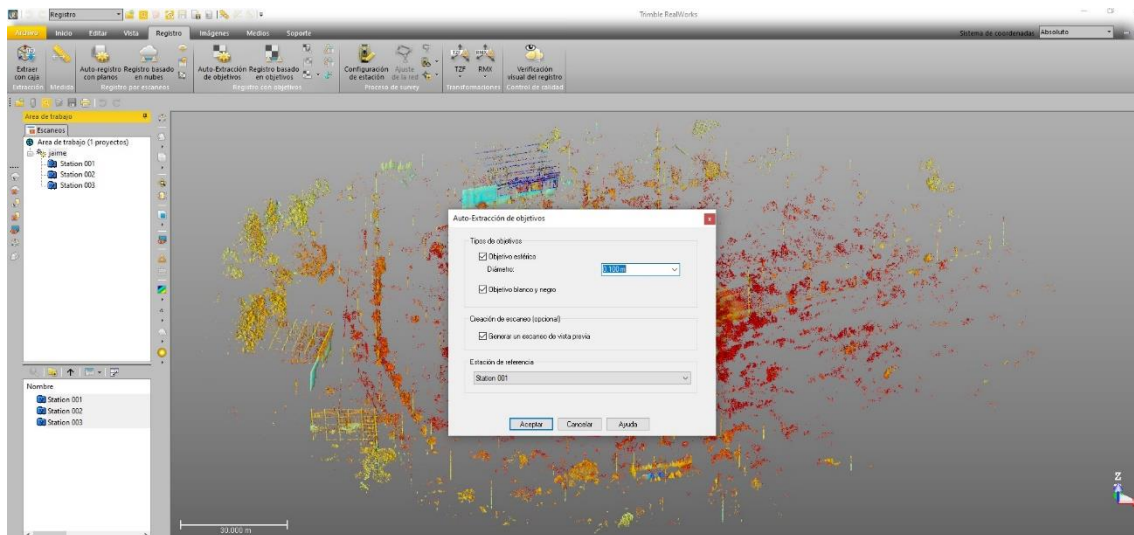 Registro
Trimble RealWorks
Archivo Inicio Editar Vista Registro Imágenes Medios Soporte
Sistema de coordenadas: Absoluto
Extraer con caja
Auto-registro con planos
Registro basado en nubes
Auto-Extracción de objetivos
Registro basado en objetivos
Configuración de estación
Ajuste de la red
TZF
RMX
Verificación visual del registro
Extracción Medida Registro por escaneos Registro con objetivos Proceso de survey Transformaciones Control de calidad
Área de trabajo
Escaneos
Area de trabajo (1 proyectos)
jaime
Station 001
Station 002
Station 003
Nombre
Station 001
Station 002
Station 003
Auto-Extracción de objetivos
Tipos de objetivos
Objetivo esférico
Diámetro: 0.100 m
Objetivo blanco y negro
Creación de escaneo (opcional)
Generar un escaneo de vista previa
Estación de referencia
Station 001
Aceptar Cancelar Ayuda
30.000 m
Z